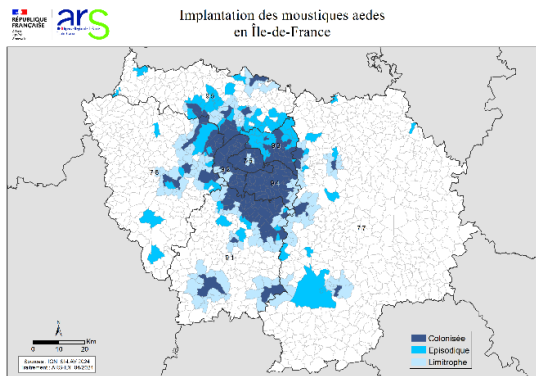 RÉPUBLIQUE
FRANÇAISE
ars
Implantation des moustiques aedes
en Île-de-France
95
93
75
94
78
77
91
0 10 20 Km
Colonisée
Episodique
Limitrophe